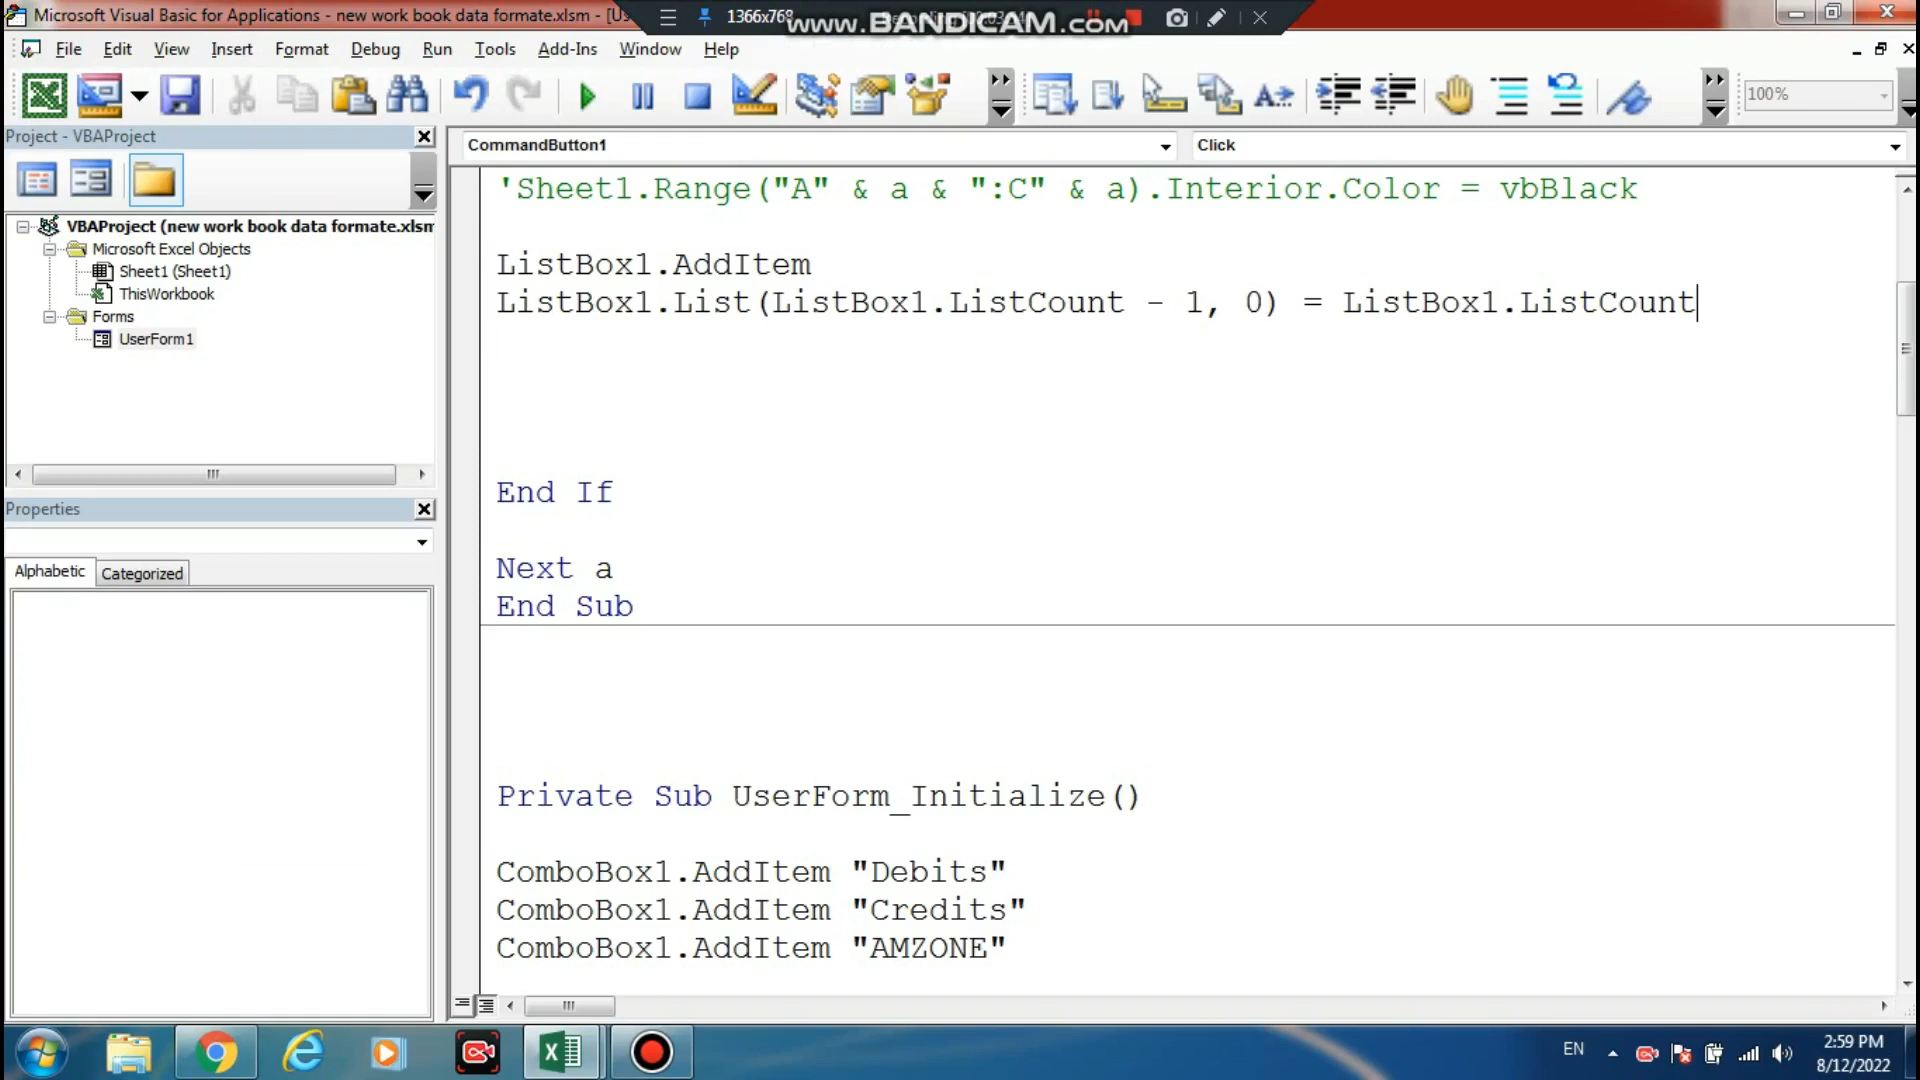 Microsoft Visual Basic for Applications - new work book data formate.xlsm - [Us
1366x768
www.BANDICAM.com
File Edit View Insert Format Debug Run Tools Add-Ins Window Help
100%
Project - VBAProject
CommandButton1
Click
VBAProject (new work book data formate.xlsm
Microsoft Excel Objects
Sheet1 (Sheet1)
ThisWorkbook
Forms
UserForm1
Properties
Alphabetic Categorized
'Sheet1.Range("A" & a & ":C" & a).Interior.Color = vbBlack
ListBox1.AddItem
ListBox1.List(ListBox1.ListCount - 1, 0) = ListBox1.ListCount
End If
Next a
End Sub
Private Sub UserForm_Initialize()
ComboBox1.AddItem "Debits"
ComboBox1.AddItem "Credits"
ComboBox1.AddItem "AMZONE"
EN
2:59 PM
8/12/2022